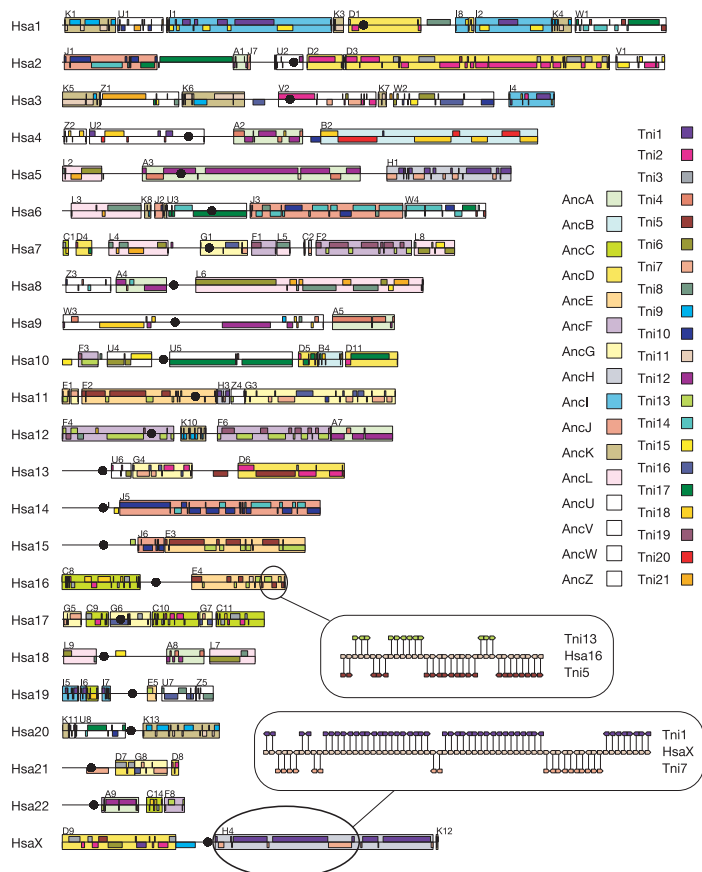 K1 U1 I1 K3 D1 I8 I2 K4 W1
Hsa1
J1 A1 J7 U2 D2 D3 V1
Hsa2
K5 Z1 K6 V2 K7 W2 I4
Hsa3
Z2 U2 A2 B2
Hsa4
L2 A3 H1
Hsa5
L3 K8 J2 U3 J3 W4
Hsa6
C1 D4 L4 G1 F1 L5 C2 F2 L8
Hsa7
Z3 A4 L6
Hsa8
W3 A5
Hsa9
F3 U4 U5 D5 B4 D11
Hsa10
E1 E2 H3 Z4 G3
Hsa11
F4 K10 F6 A7
Hsa12
U6 G4 D6
Hsa13
J5
Hsa14
J6 E3
Hsa15
C8 E4
Hsa16
G5 C9 G6 C10 G7 C11
Hsa17
L9 A8 L7
Hsa18
I5 I6 I7 E5 U7 Z5
Hsa19
K11 U8 K13
Hsa20
D7 G8 D8
Hsa21
A9 C14 F8
Hsa22
D9 H4 K12
HsaX
AncA
AncB
AncC
AncD
AncE
AncF
AncG
AncH
AncI
AncJ
AncK
AncL
AncU
AncV
AncW
AncZ
Tni1
Tni2
Tni3
Tni4
Tni5
Tni6
Tni7
Tni8
Tni9
Tni10
Tni11
Tni12
Tni13
Tni14
Tni15
Tni16
Tni17
Tni18
Tni19
Tni20
Tni21
Tni13
Hsa16
Tni5
Tni1
HsaX
Tni7